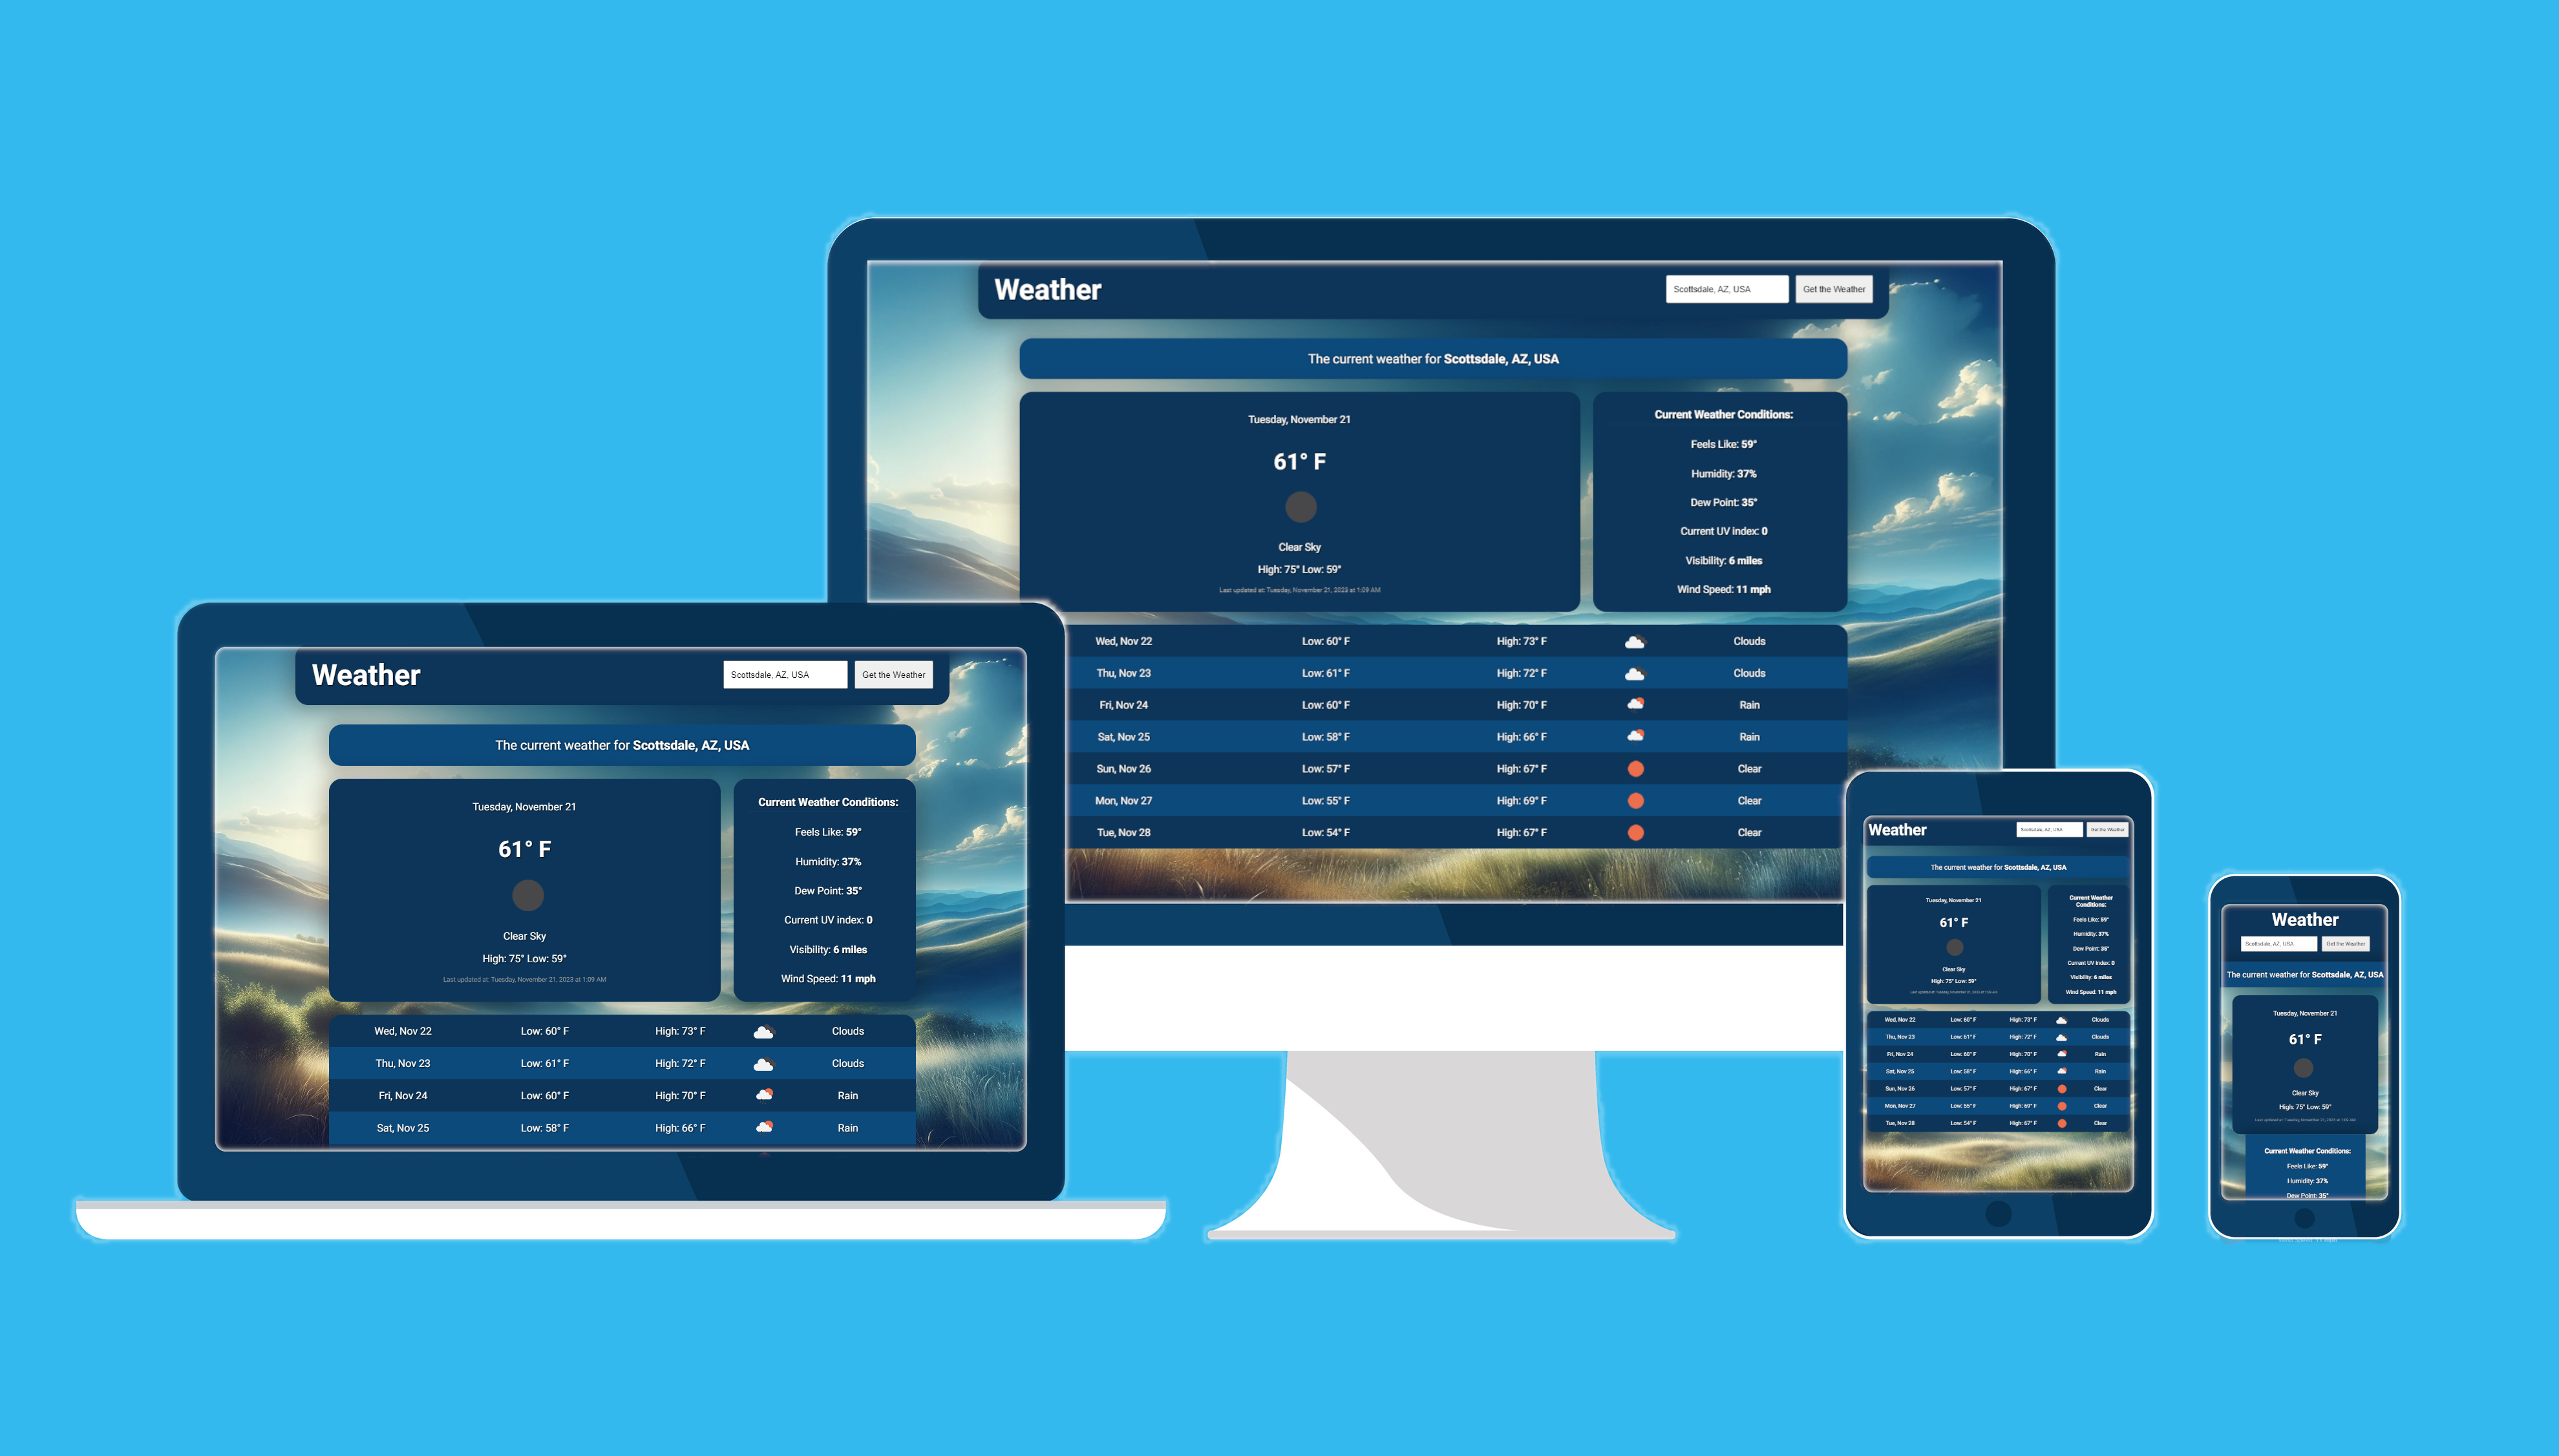 Weather
Scottsdale, AZ, USA Get the Weather
The current weather for Scottsdale, AZ, USA
Tuesday, November 21
61° F
Clear Sky
High: 75° Low: 59°
Last updated at: Tuesday, November 21, 2023 at 1:09 AM
Current Weather Conditions:
Feels Like: 59°
Humidity: 37%
Dew Point: 35°
Current UV index: 0
Visibility: 6 miles
Wind Speed: 11 mph
Wed, Nov 22 Low: 60° F High: 73° F Clouds
Thu, Nov 23 Low: 61° F High: 72° F Clouds
Fri, Nov 24 Low: 60° F High: 70° F Rain
Sat, Nov 25 Low: 58° F High: 66° F Rain
Sun, Nov 26 Low: 57° F High: 67° F Clear
Mon, Nov 27 Low: 55° F High: 69° F Clear
Tue, Nov 28 Low: 54° F High: 67° F Clear
Weather
Scottsdale, AZ, USA Get the Weather
The current weather for Scottsdale, AZ, USA
Tuesday, November 21
61° F
Clear Sky
High: 75° Low: 59°
Last updated at: Tuesday, November 21, 2023 at 1:09 AM
Current Weather Conditions:
Feels Like: 59°
Humidity: 37%
Dew Point: 35°
Current UV index: 0
Visibility: 6 miles
Wind Speed: 11 mph
Wed, Nov 22 Low: 60° F High: 73° F Clouds
Thu, Nov 23 Low: 61° F High: 72° F Clouds
Fri, Nov 24 Low: 60° F High: 70° F Rain
Sat, Nov 25 Low: 58° F High: 66° F Rain
Weather
Scottsdale, AZ, USA Get the Weather
The current weather for Scottsdale, AZ, USA
Tuesday, November 21
61° F
Clear Sky
High: 75° Low: 59°
Current Weather
Conditions:
Feels Like: 59°
Humidity: 37%
Dew Point: 35°
Current UV index: 0
Visibility: 6 miles
Wind Speed: 11 mph
Wed, Nov 22 Low: 60° F High: 73° F Clouds
Thu, Nov 23 Low: 61° F High: 72° F Clouds
Fri, Nov 24 Low: 60° F High: 70° F Rain
Sat, Nov 25 Low: 58° F High: 66° F Rain
Sun, Nov 26 Low: 57° F High: 67° F Clear
Mon, Nov 27 Low: 55° F High: 69° F Clear
Tue, Nov 28 Low: 54° F High: 67° F Clear
Weather
Scottsdale, AZ, USA Get the Weather
The current weather for Scottsdale, AZ, USA
Tuesday, November 21
61° F
Clear Sky
High: 75° Low: 59°
Current Weather Conditions:
Feels Like: 59°
Humidity: 37%
Dew Point: 35°